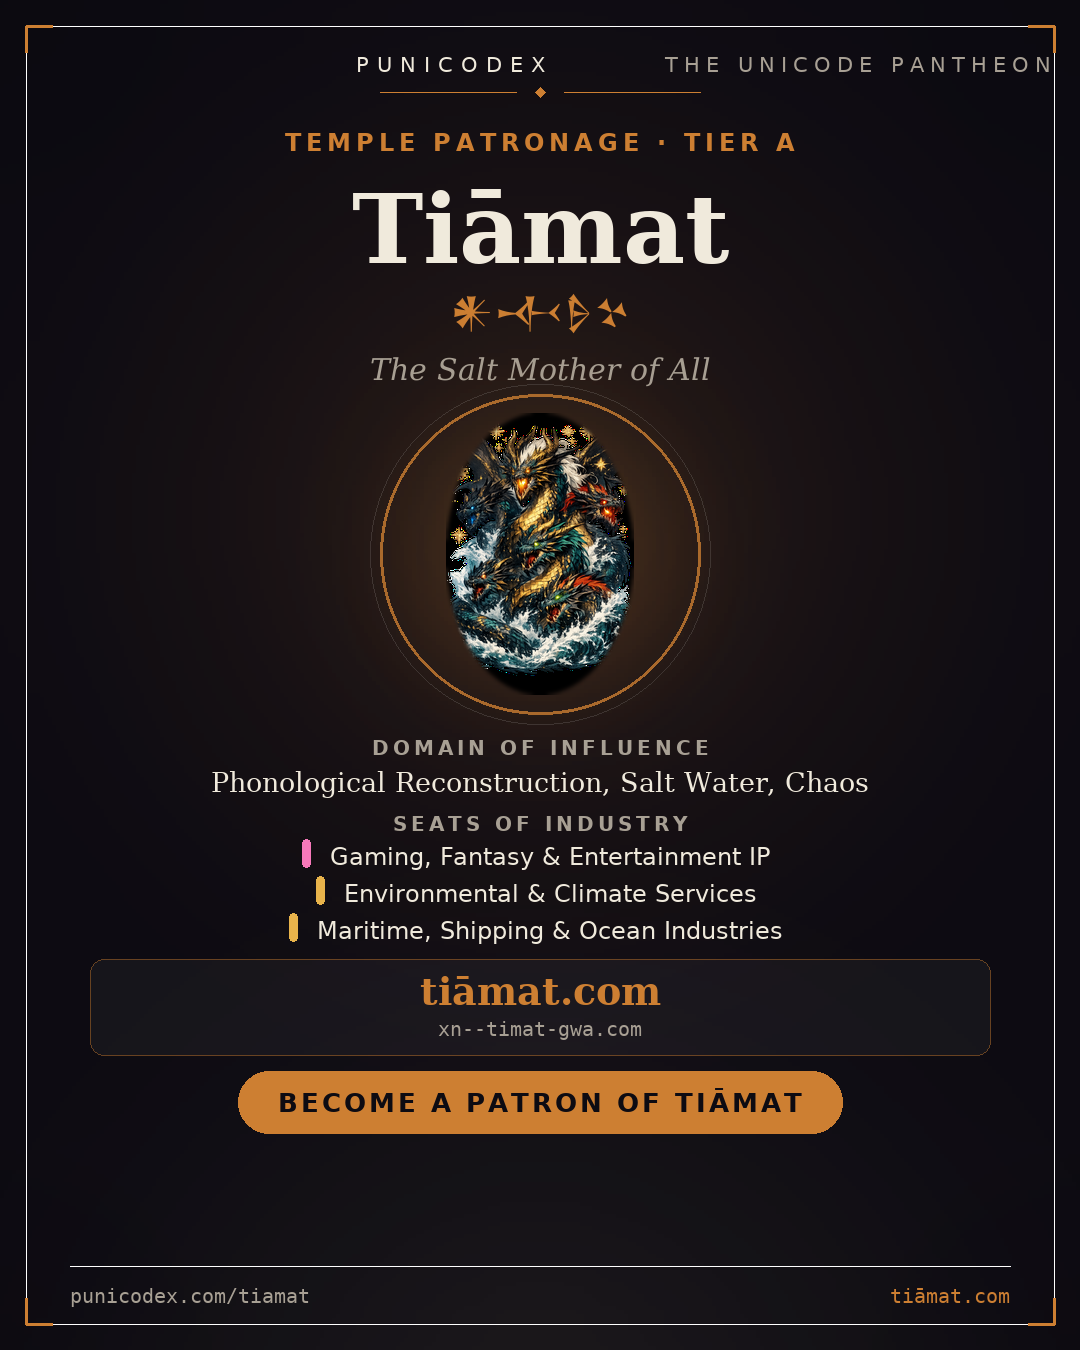 PUNICODEX
THE UNICODE PANTHEON
TEMPLE PATRONAGE · TIER A
Tiāmat
The Salt Mother of All
DOMAIN OF INFLUENCE
Phonological Reconstruction, Salt Water, Chaos
SEATS OF INDUSTRY
Gaming, Fantasy & Entertainment IP
Environmental & Climate Services
Maritime, Shipping & Ocean Industries
tiāmat.com
xn--timat-gwa.com
BECOME A PATRON OF TIĀMAT
punicodex.com/tiamat
tiāmat.com